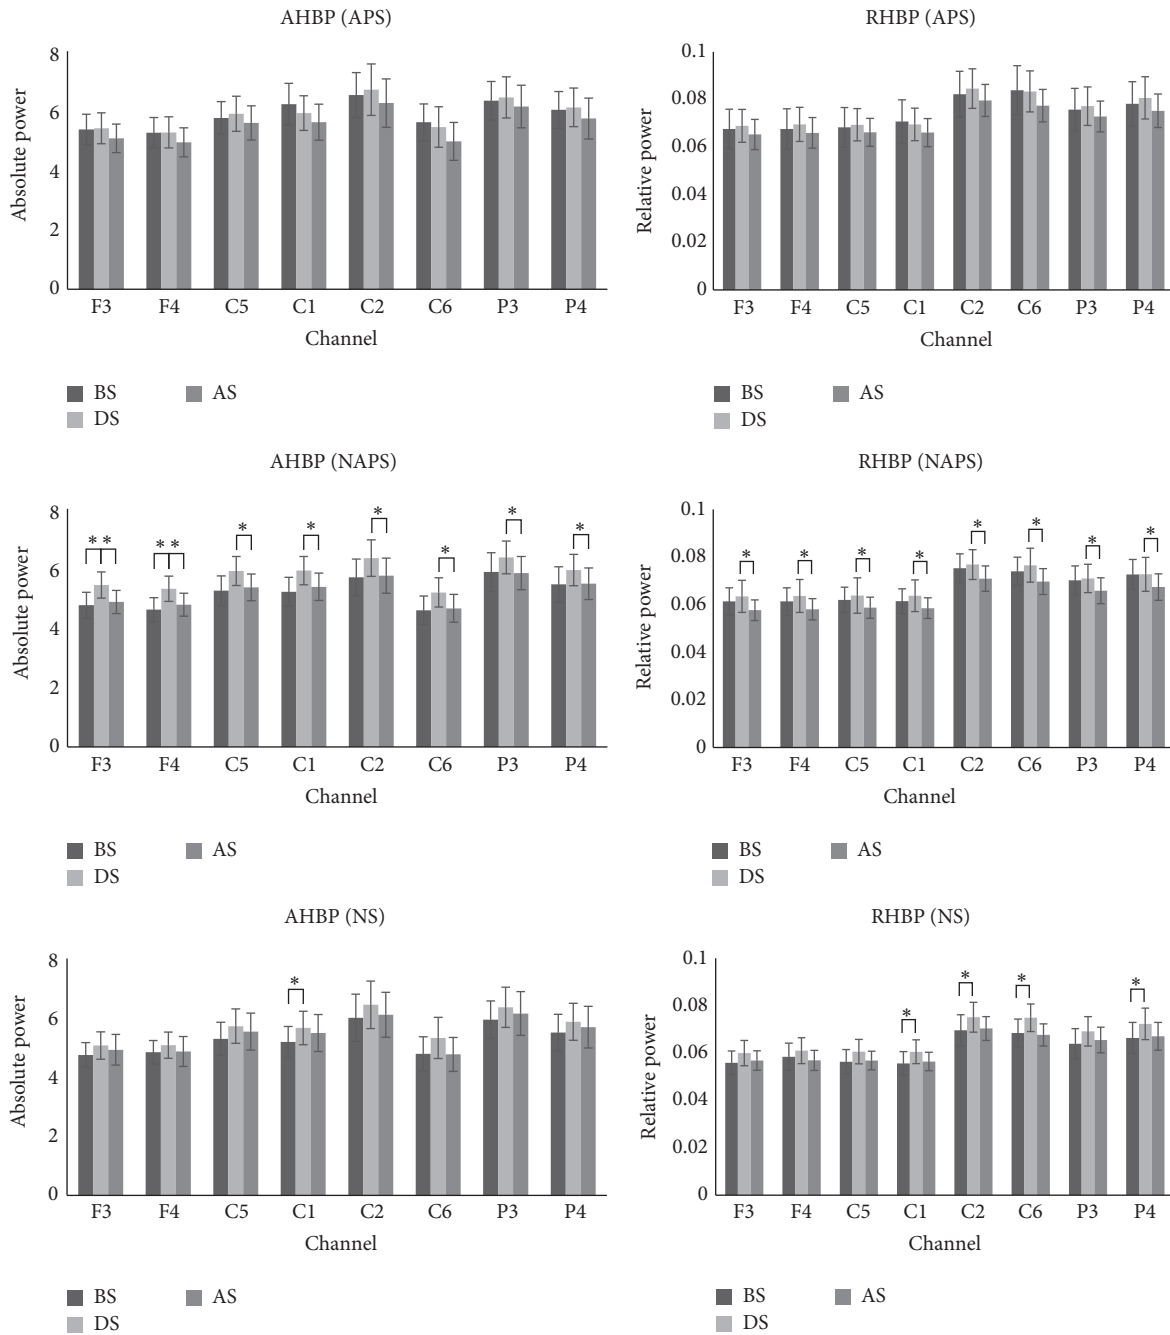 AHBP (APS)
8
6
4
2
0
Absolute power
F3 F4 C5 C1 C2 C6 P3 P4
Channel
BS AS
DS
RHBP (APS)
0.1
0.08
0.06
0.04
0.02
0
Relative power
F3 F4 C5 C1 C2 C6 P3 P4
Channel
BS AS
DS
AHBP (NAPS)
8
6
4
2
0
Absolute power
* * * * * * * * * *
F3 F4 C5 C1 C2 C6 P3 P4
Channel
BS AS
DS
RHBP (NAPS)
0.1
0.08
0.06
0.04
0.02
0
Relative power
* * * * * * * *
F3 F4 C5 C1 C2 C6 P3 P4
Channel
BS AS
DS
AHBP (NS)
8
6
4
2
0
Absolute power
*
F3 F4 C5 C1 C2 C6 P3 P4
Channel
BS AS
DS
RHBP (NS)
0.1
0.08
0.06
0.04
0.02
0
Relative power
* * * *
F3 F4 C5 C1 C2 C6 P3 P4
Channel
BS AS
DS